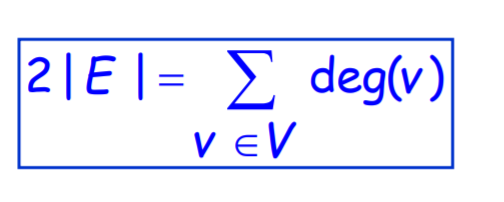 2|E|= ∑ deg(v)
v ∈V